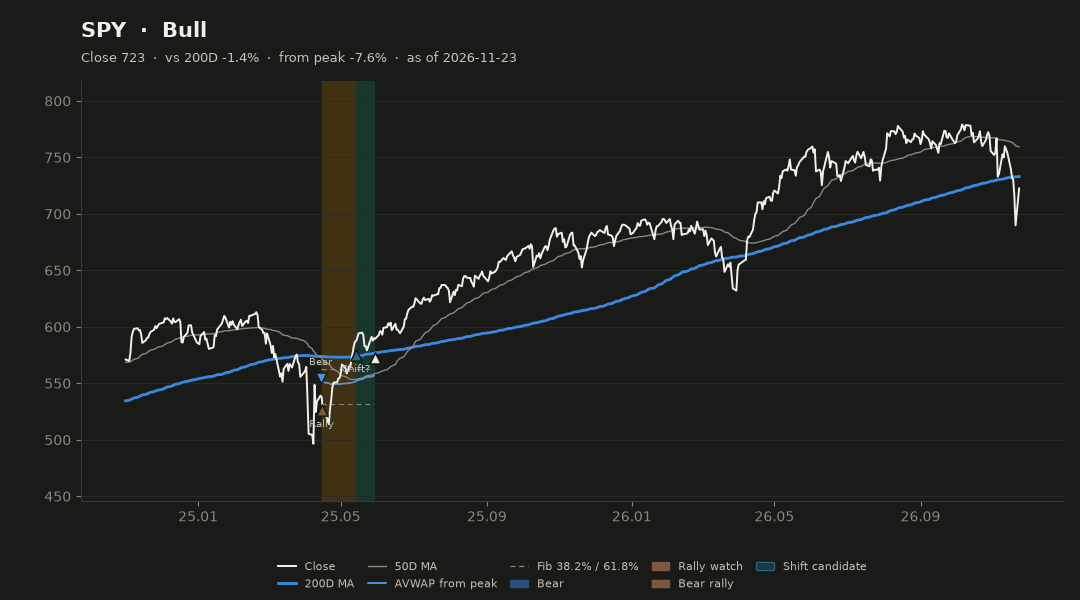 SPY · Bull
Close 723 · vs 200D -1.4% · from peak -7.6% · as of 2026-11-23
800
750
700
650
600
550
500
450
Bear
Shift?
Rally
25.01
25.05
25.09
26.01
26.05
26.09
Close
50D MA
Fib 38.2% / 61.8%
Rally watch
Shift candidate
200D MA
AVWAP from peak
Bear
Bear rally